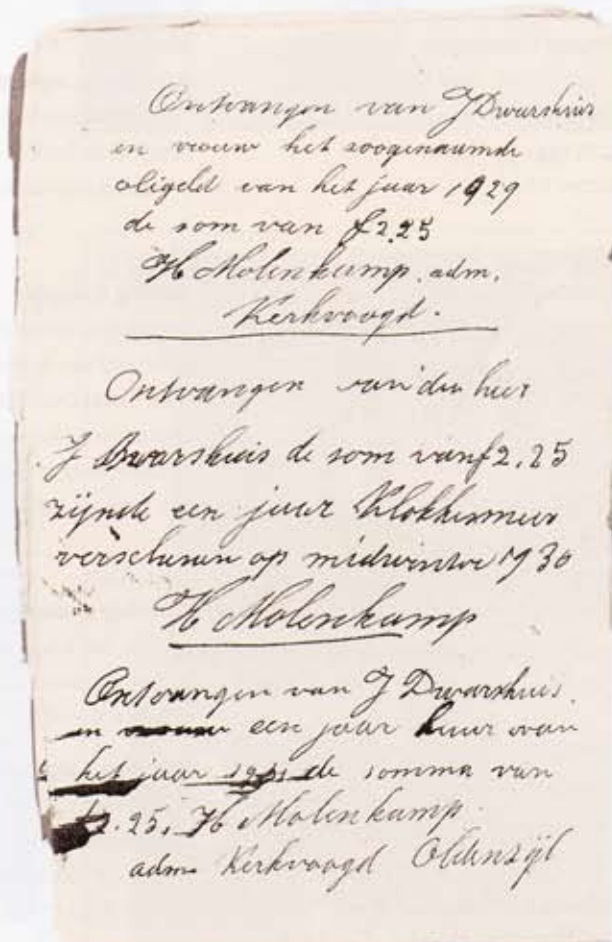 Ontvangen van J Dwarshuis
en vrouw het zoogenaamde
oligeld van het jaar 1929
de som van f2.25
H Molenkamp. adm.
Kerkvoogd.
Ontvangen van den heer
J Dwarshuis de som van f2.25
zijnde een jaar
verschenen op midwinter 1930
H Molenkamp
Ontvangen van J Dwarshuis
en vrouw een jaar huur van
het jaar 1931 de somma van
f2.25. H Molenkamp.
adm Kerkvoogd Oldenzijl